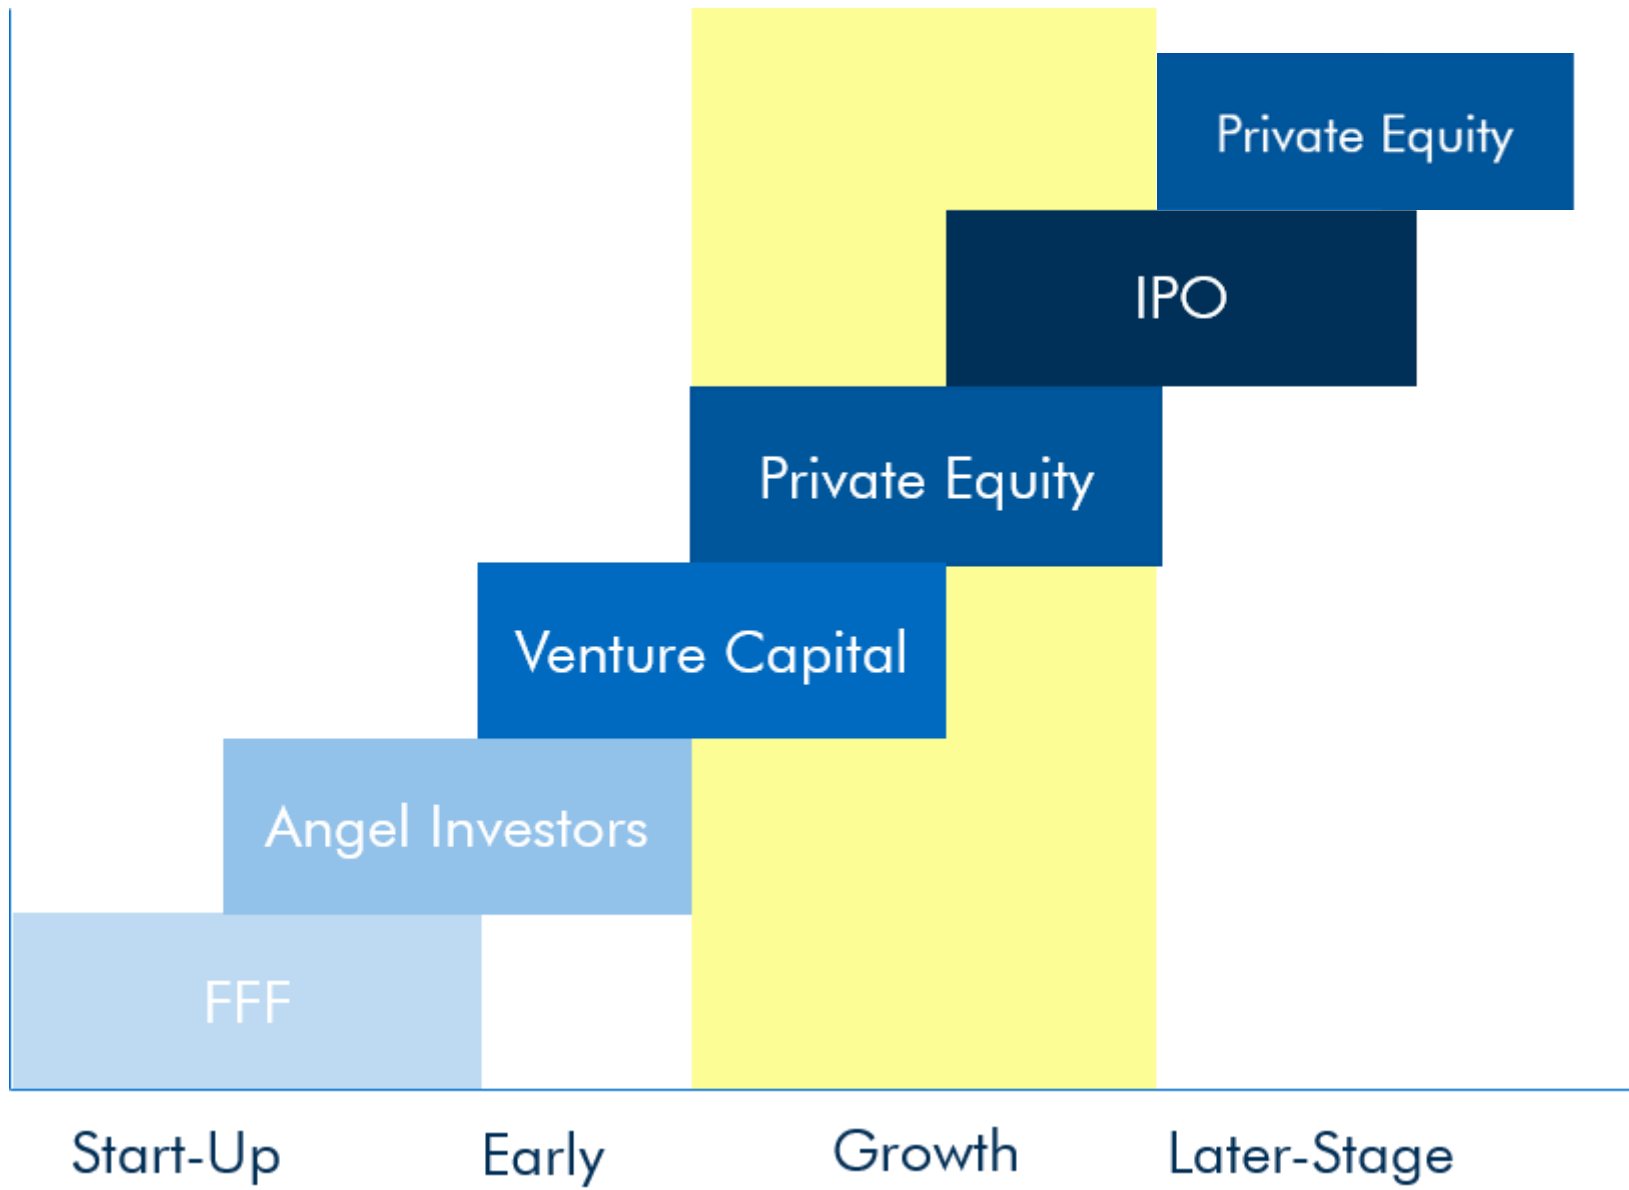 Private Equity
IPO
Private Equity
Venture Capital
Angel Investors
FFF
Start-Up
Early
Growth
Later-Stage